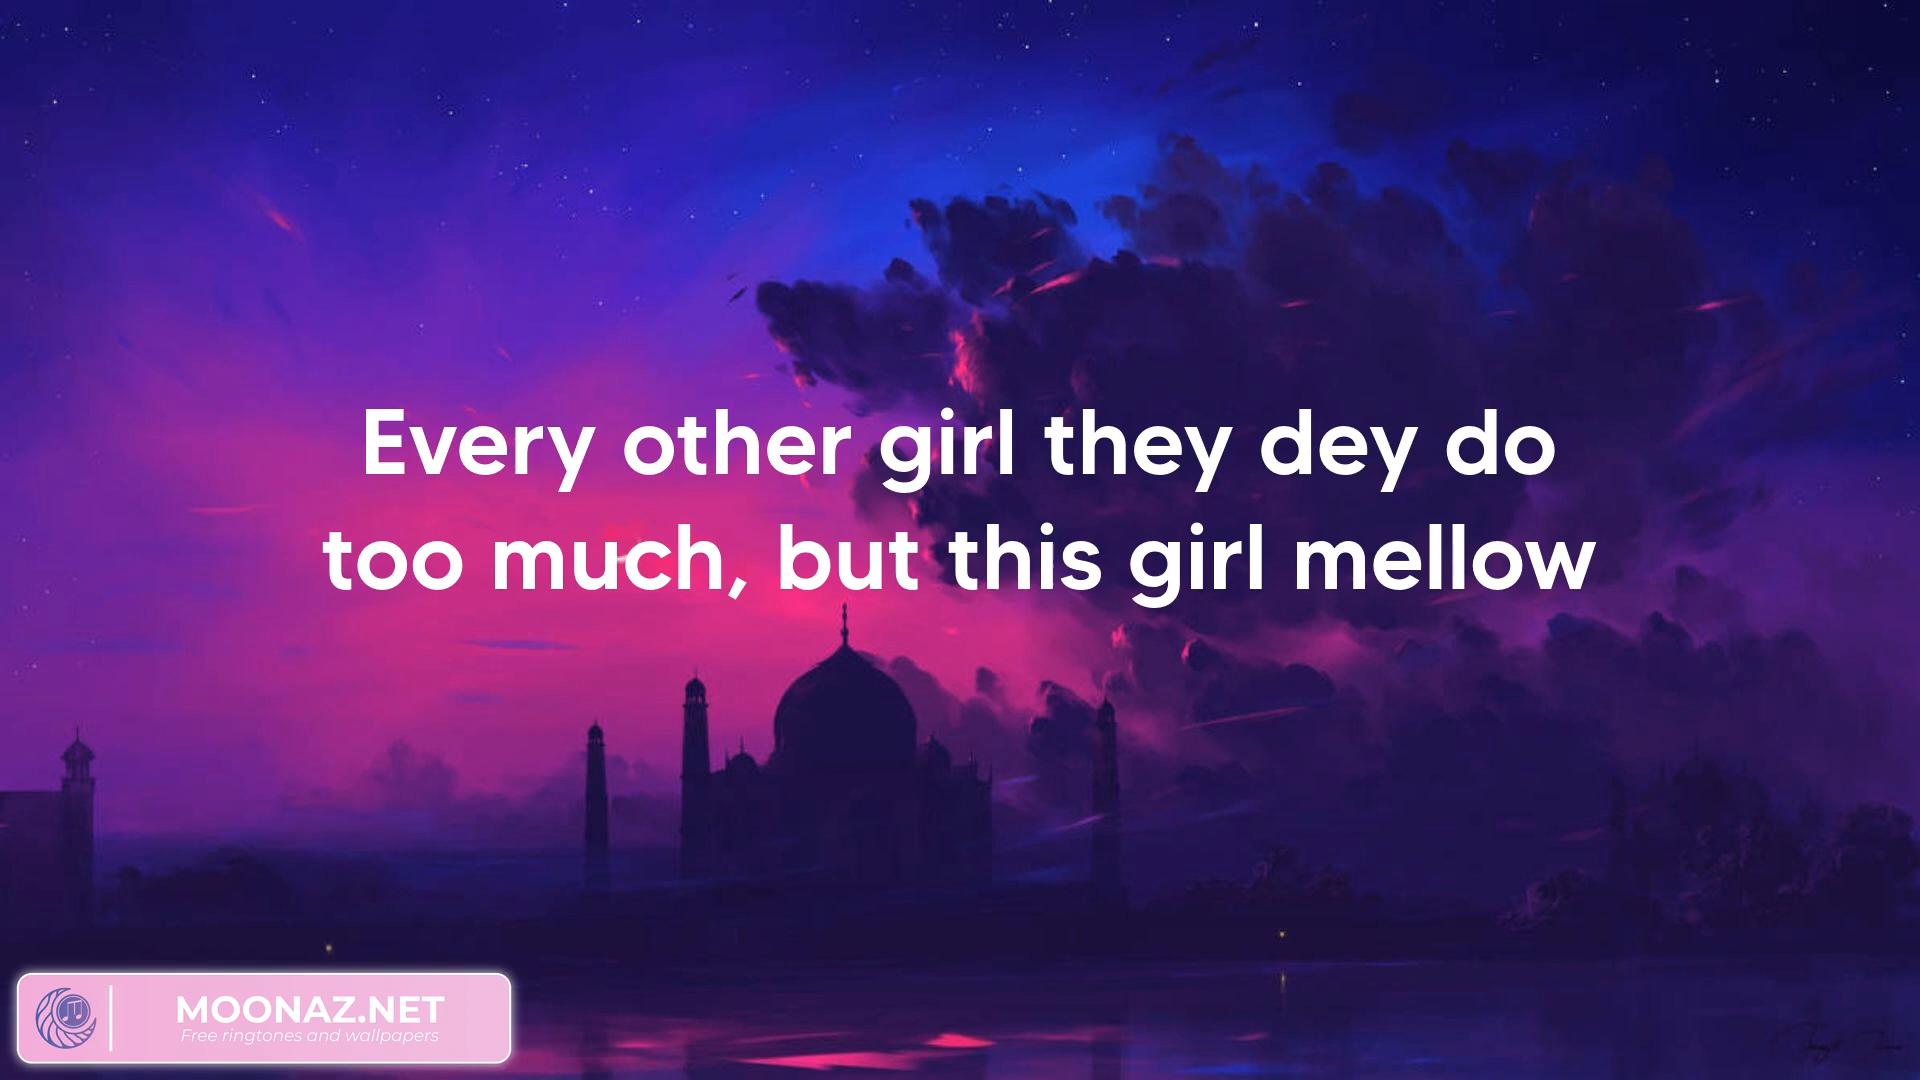 Every other girl they dey do
too much, but this girl mellow
MOONAZ.NET
Free ringtones and wallpapers